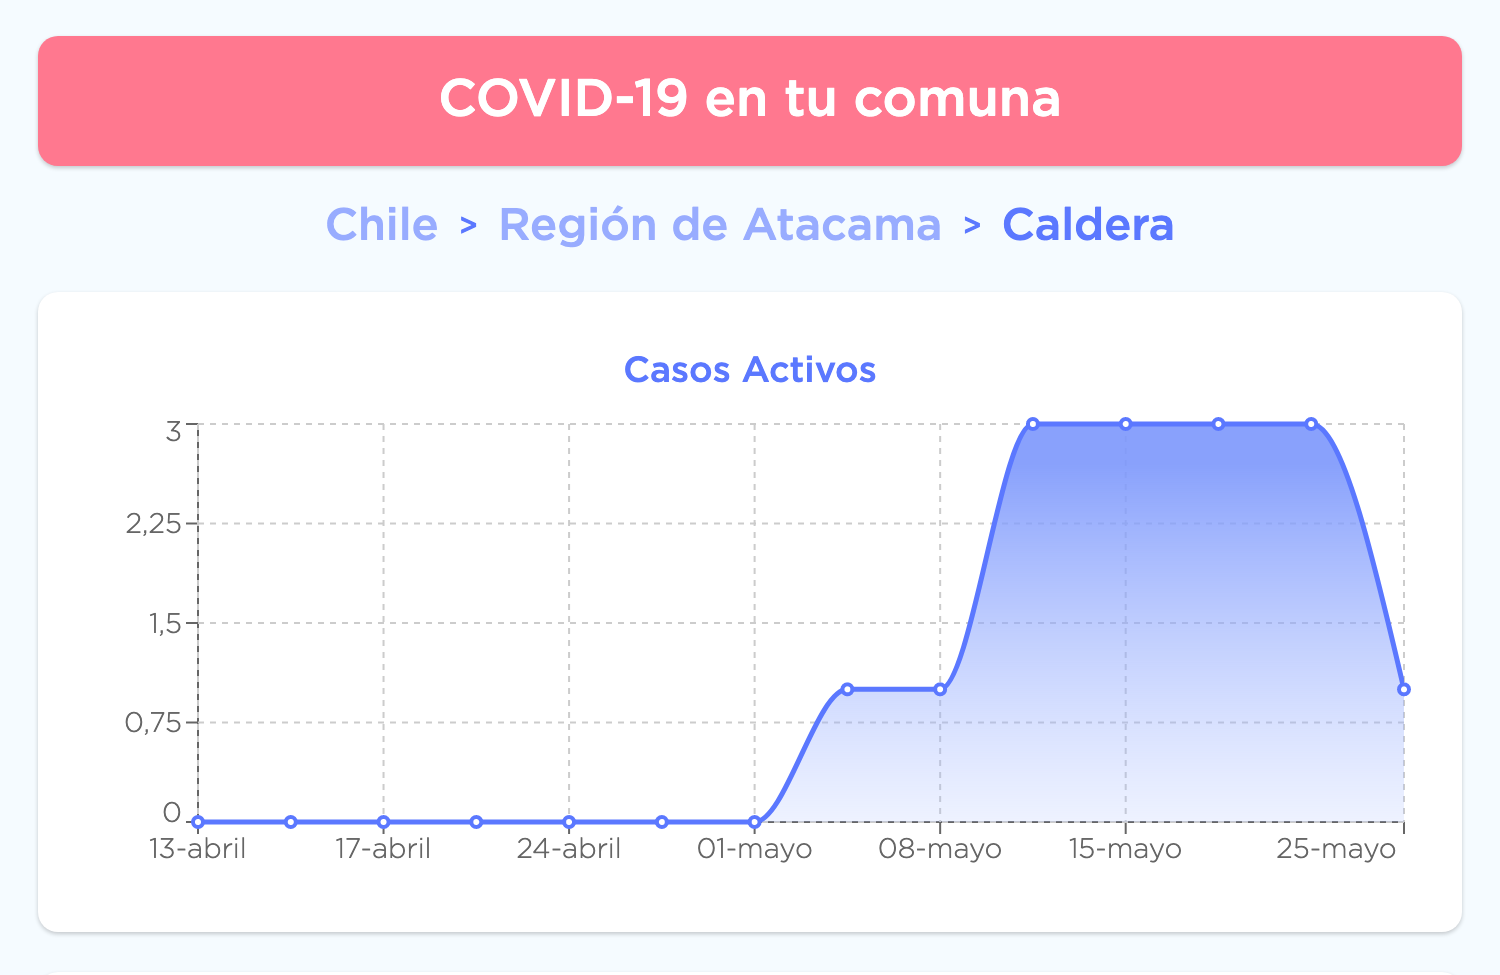 COVID-19 en tu comuna
Chile > Región de Atacama > Caldera
Casos Activos
3
2,25
1,5
0,75
0
13-abril 17-abril 24-abril 01-mayo 08-mayo 15-mayo 25-mayo